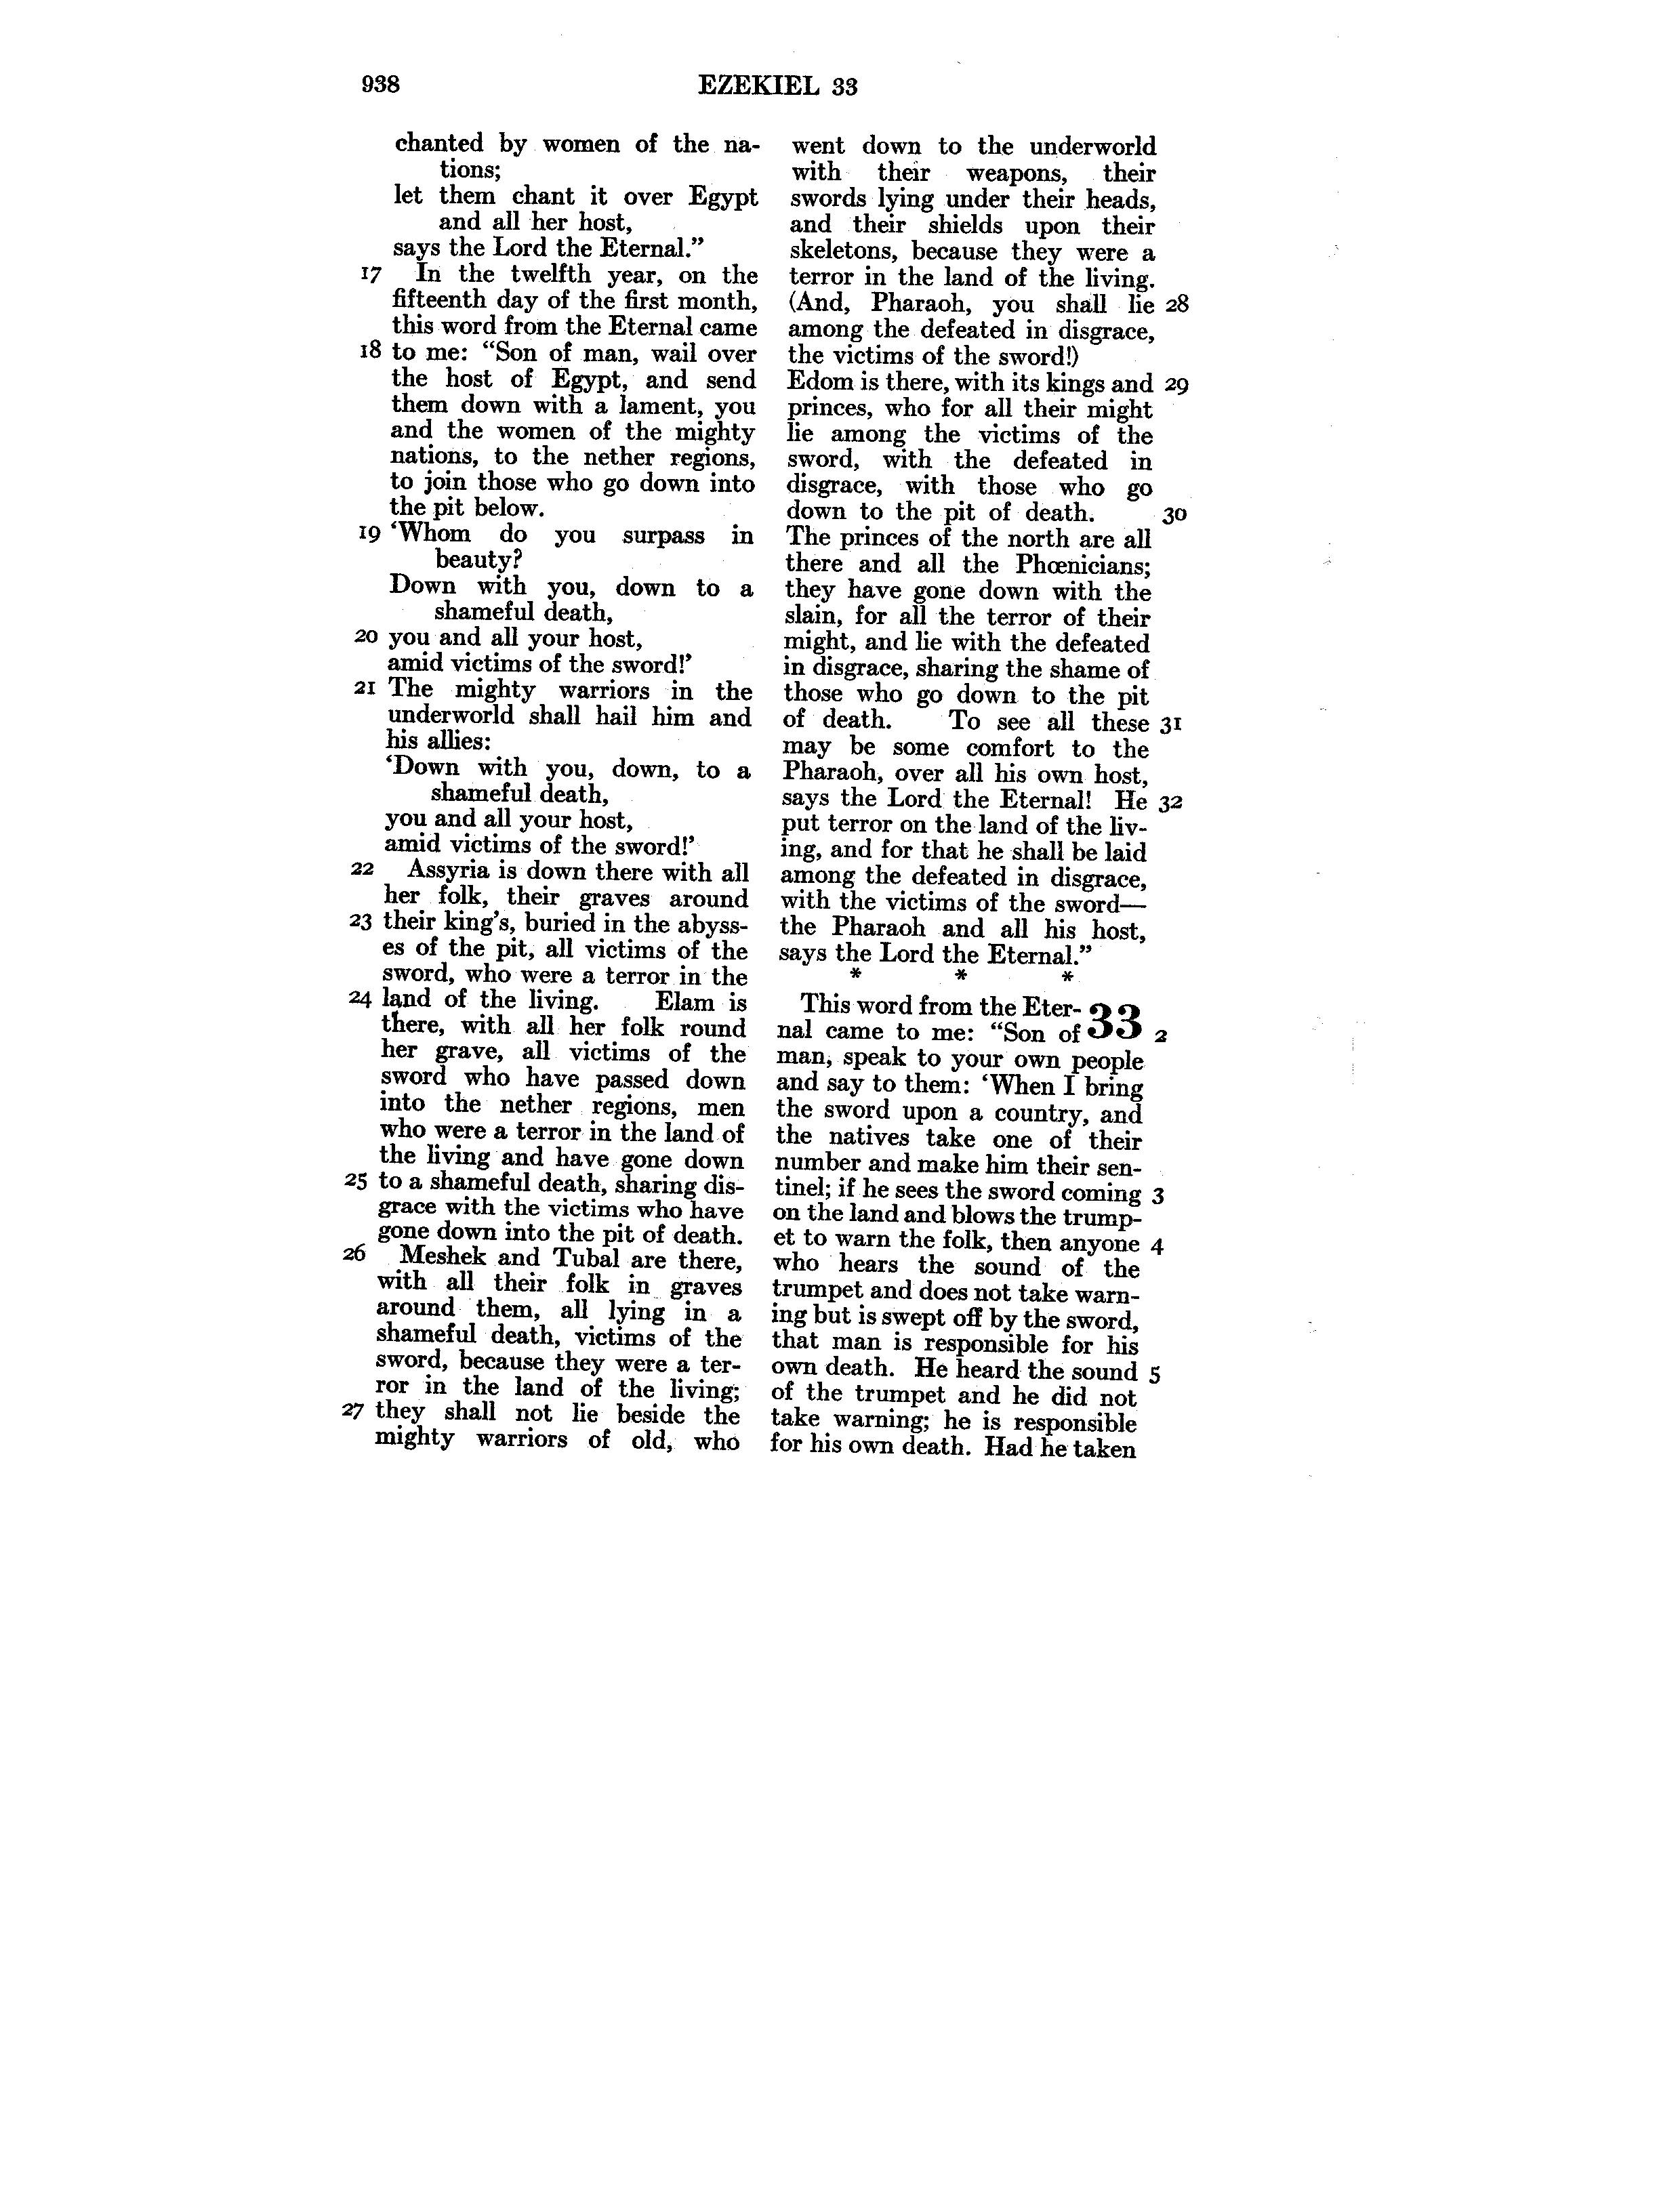 938 EZEKIEL 33
chanted by women of the na-
tions;
let them chant it over Egypt
and all her host,
says the Lord the Eternal.”
17 In the twelfth year, on the
fifteenth day of the first month,
this word from the Eternal came
18 to me: “Son of man, wail over
the host of Egypt, and send
them down with a lament, you
and the women of the mighty
nations, to the nether regions,
to join those who go down into
the pit below.
19 ‘Whom do you surpass in
beauty?
Down with you, down to a
shameful death,
20 you and all your host,
amid victims of the sword!’
21 The mighty warriors in the
underworld shall hail him and
his allies:
‘Down with you, down, to a
shameful death,
you and all your host,
amid victims of the sword!’
22 Assyria is down there with all
her folk, their graves around
23 their king’s, buried in the abyss-
es of the pit, all victims of the
sword, who were a terror in the
24 land of the living. Elam is
there, with all her folk round
her grave, all victims of the
sword who have passed down
into the nether regions, men
who were a terror in the land of
the living and have gone down
25 to a shameful death, sharing dis-
grace with the victims who have
gone down into the pit of death.
26 Meshek and Tubal are there,
with all their folk in graves
around them, all lying in a
shameful death, victims of the
sword, because they were a ter-
ror in the land of the living;
27 they shall not lie beside the
mighty warriors of old, who
went down to the underworld
with their weapons, their
swords lying under their heads,
and their shields upon their
skeletons, because they were a
terror in the land of the living.
(And, Pharaoh, you shall lie 28
among the defeated in disgrace,
the victims of the sword!)
Edom is there, with its kings and 29
princes, who for all their might
lie among the victims of the
sword, with the defeated in
disgrace, with those who go
down to the pit of death. 30
The princes of the north are all
there and all the Phœnicians;
they have gone down with the
slain, for all the terror of their
might, and lie with the defeated
in disgrace, sharing the shame of
those who go down to the pit
of death. To see all these 31
may be some comfort to the
Pharaoh, over all his own host,
says the Lord the Eternal! He 32
put terror on the land of the liv-
ing, and for that he shall be laid
among the defeated in disgrace,
with the victims of the sword—
the Pharaoh and all his host,
says the Lord the Eternal.”
* * *
This word from the Eter- 33
nal came to me: “Son of 2
man, speak to your own people
and say to them: ‘When I bring
the sword upon a country, and
the natives take one of their
number and make him their sen-
tinel; if he sees the sword coming 3
on the land and blows the trump-
et to warn the folk, then anyone 4
who hears the sound of the
trumpet and does not take warn-
ing but is swept off by the sword,
that man is responsible for his
own death. He heard the sound 5
of the trumpet and he did not
take warning; he is responsible
for his own death. Had he taken